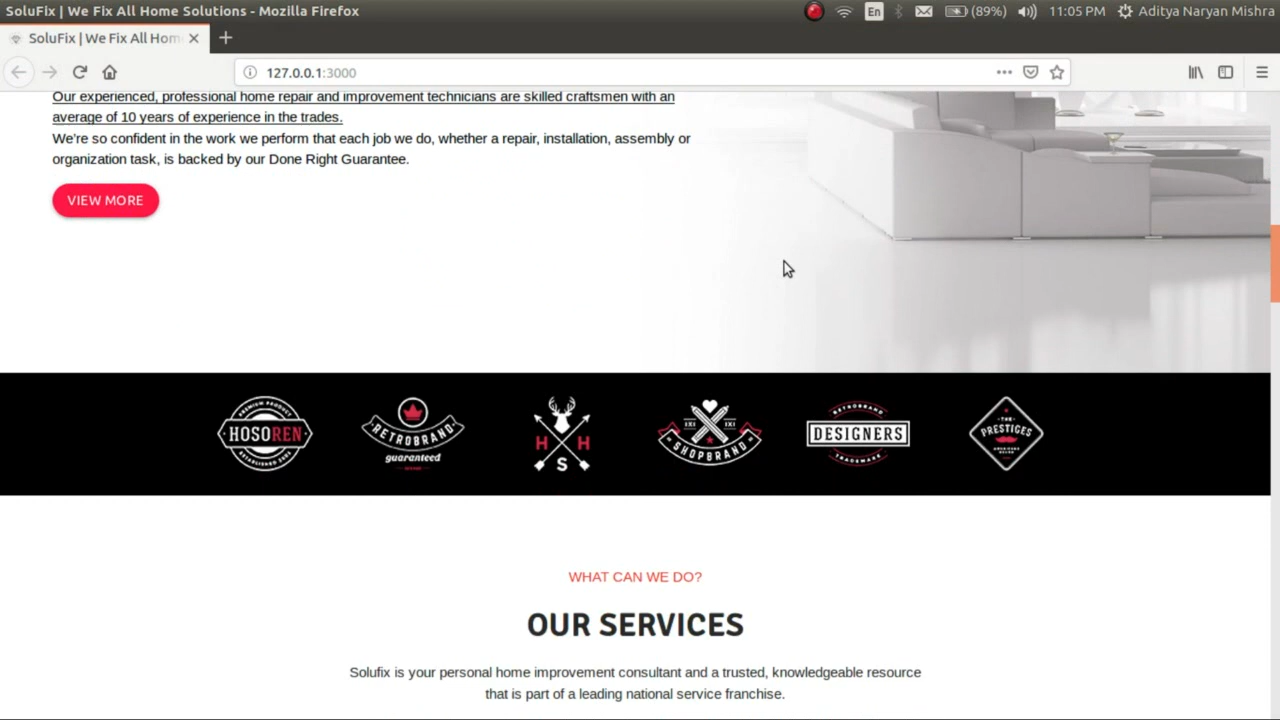 SoluFix | We Fix All Home Solutions - Mozilla Firefox
En
(89%)
11:05 PM
Aditya Naryan Mishra
SoluFix | We Fix All Hom
127.0.0.1:3000
Our experienced, professional home repair and improvement technicians are skilled craftsmen with an
average of 10 years of experience in the trades.
We're so confident in the work we perform that each job we do, whether a repair, installation, assembly or
organization task, is backed by our Done Right Guarantee.
VIEW MORE
PREMIUM PRODUCT
HOSOREN
RETROBRAND
guaranteed
H H
S
SHOPBRAND
RETROBRAND
DESIGNERS
TRADEMARK
THE
PRESTIGES
WHAT CAN WE DO?
OUR SERVICES
Solufix is your personal home improvement consultant and a trusted, knowledgeable resource
that is part of a leading national service franchise.